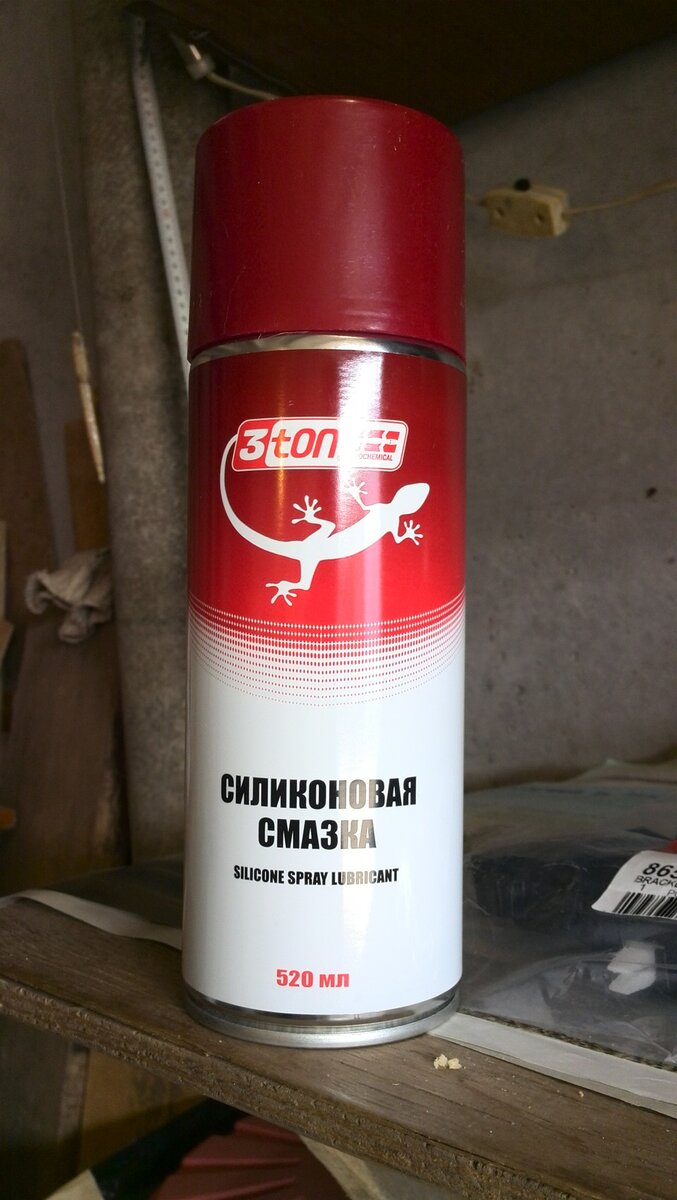 3ton
СИЛИКОНОВАЯ
СМАЗКА
SILICONE SPRAY LUBRICANT
520 мл